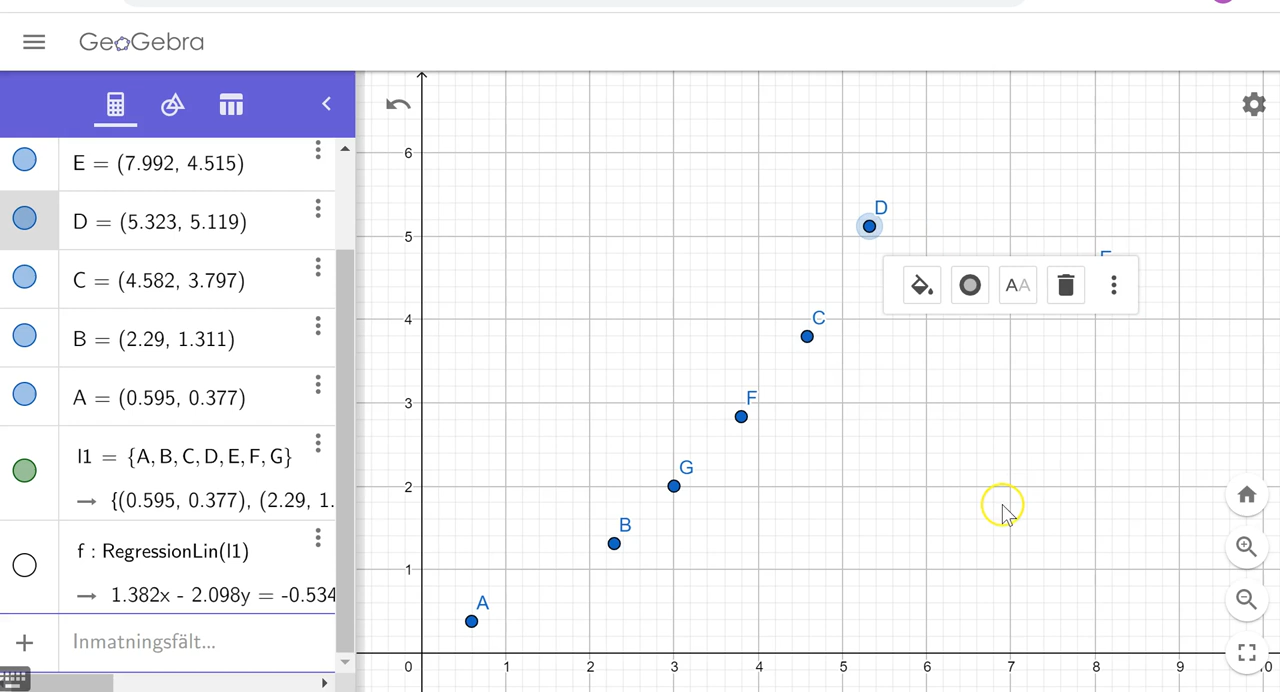 GeoGebra
E = (7.992, 4.515)
D = (5.323, 5.119)
C = (4.582, 3.797)
B = (2.29, 1.311)
A = (0.595, 0.377)
l1 = {A, B, C, D, E, F, G}
→ {(0.595, 0.377), (2.29, 1.
f : RegressionLin(l1)
→ 1.382x - 2.098y = -0.534
+ Inmatningsfält...
6
5
4
3
2
1
0 1 2 3 4 5 6 7 8 9 10
D
C
F
G
B
A
AA